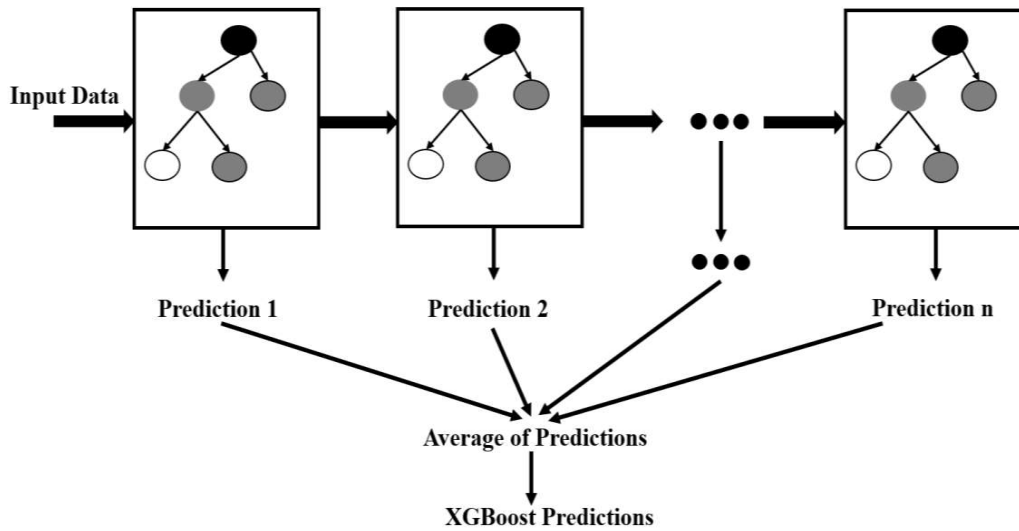 Input Data
Prediction 1
Prediction 2
Prediction n
Average of Predictions
XGBoost Predictions